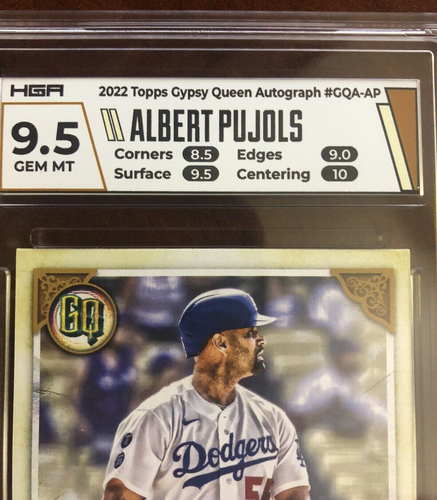 HGA
2022 Topps Gypsy Queen Autograph #GQA-AP
9.5
GEM MT
ALBERT PUJOLS
Corners 8.5 Edges 9.0
Surface 9.5 Centering 10
GQ
Dodgers